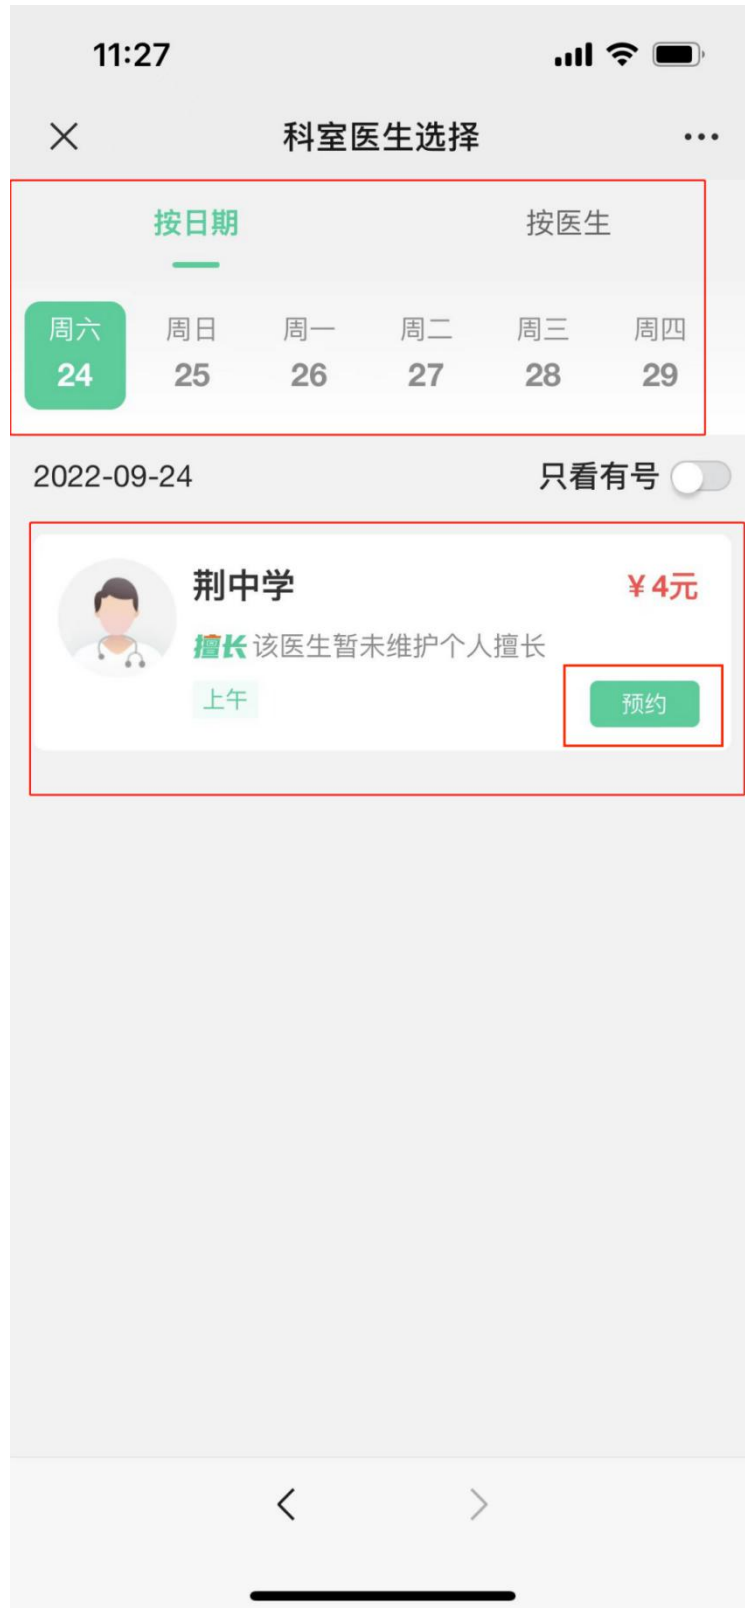 11:27
科室医生选择
按日期 按医生
周六 周日 周一 周二 周三 周四
24 25 26 27 28 29
2022-09-24 只看有号
荆中学 ¥4元
擅长 该医生暂未维护个人擅长
上午 预约